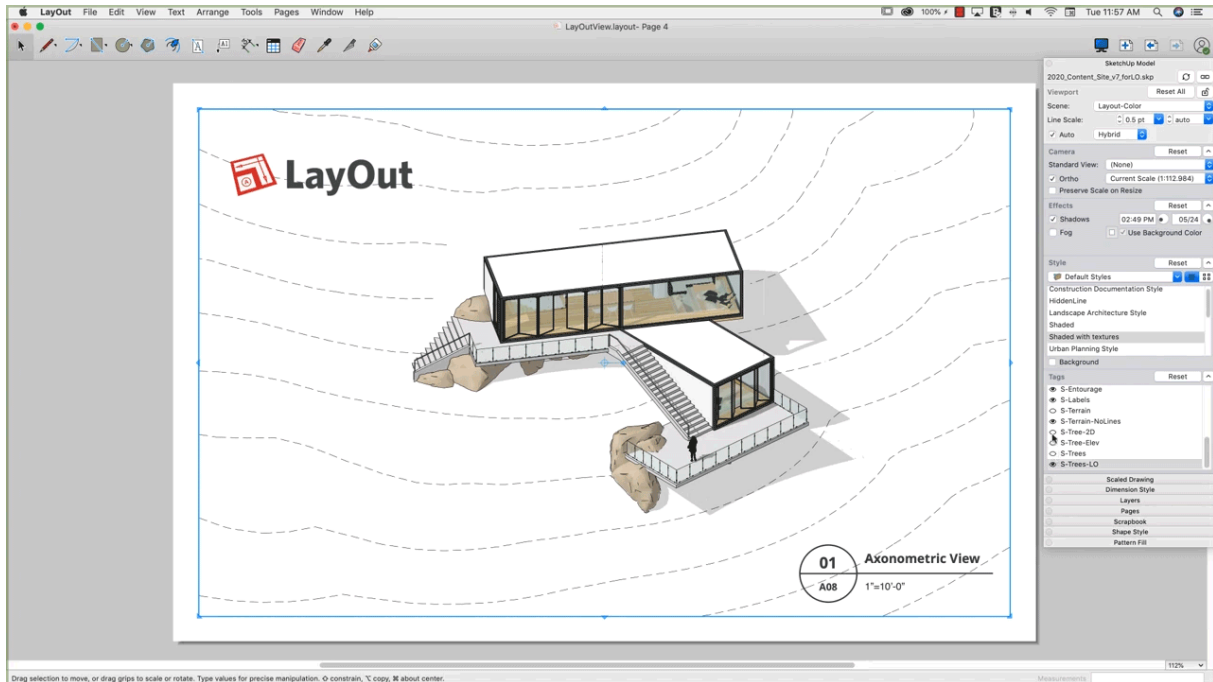 LayOut File Edit View Text Arrange Tools Pages Window Help 100% Tue 11:57 AM
LayOutView.layout- Page 4
A A1
SketchUp Model
2020_Content_Site_v7_forLO.skp
Viewport Reset All
Scene: Layout-Color
Line Scale: 0.5 pt auto
Auto Hybrid
Camera Reset
Standard View: (None)
Ortho Current Scale (1:112.984)
Preserve Scale on Resize
Effects Reset
Shadows 02:49 PM 05/24
Fog Use Background Color
Style Reset
Default Styles
Construction Documentation Style
HiddenLine
Landscape Architecture Style
Shaded
Shaded with textures
Urban Planning Style
Background
Tags Reset
S-Entourage
S-Labels
S-Terrain
S-Terrain-NoLines
S-Tree-2D
S-Tree-Elev
S-Trees
S-Trees-LO
Scaled Drawing
Dimension Style
Layers
Pages
Scrapbook
Shape Style
Pattern Fill
LayOut
01 Axonometric View
A08 1"=10'-0"
112%
Drag selection to move, or drag grips to scale or rotate. Type values for precise manipulation. ⇧ constrain, ⌥ copy, ⌘ about center.
Measurements